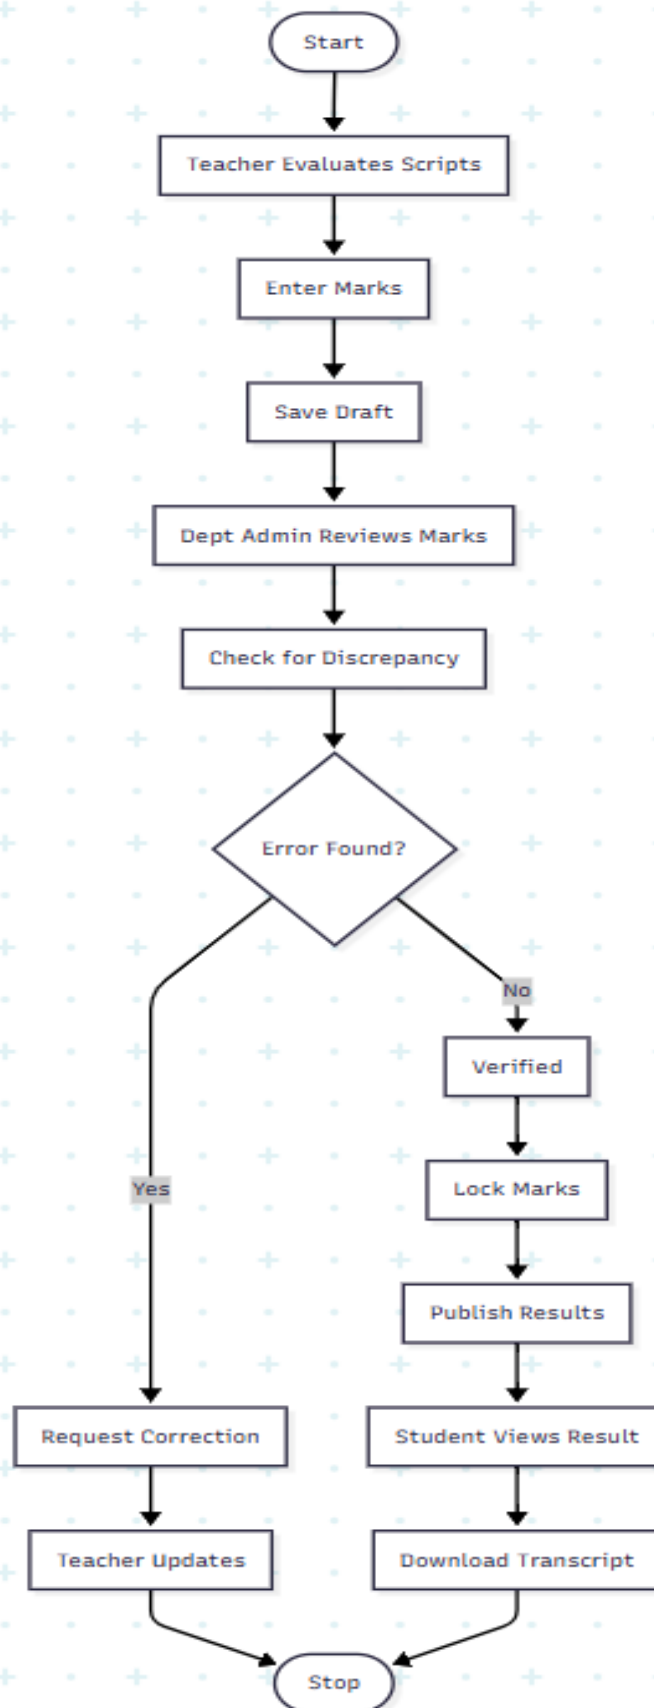 Start
Teacher Evaluates Scripts
Enter Marks
Save Draft
Dept Admin Reviews Marks
Check for Discrepancy
Error Found?
No
Verified
Yes
Lock Marks
Publish Results
Request Correction
Student Views Result
Teacher Updates
Download Transcript
Stop